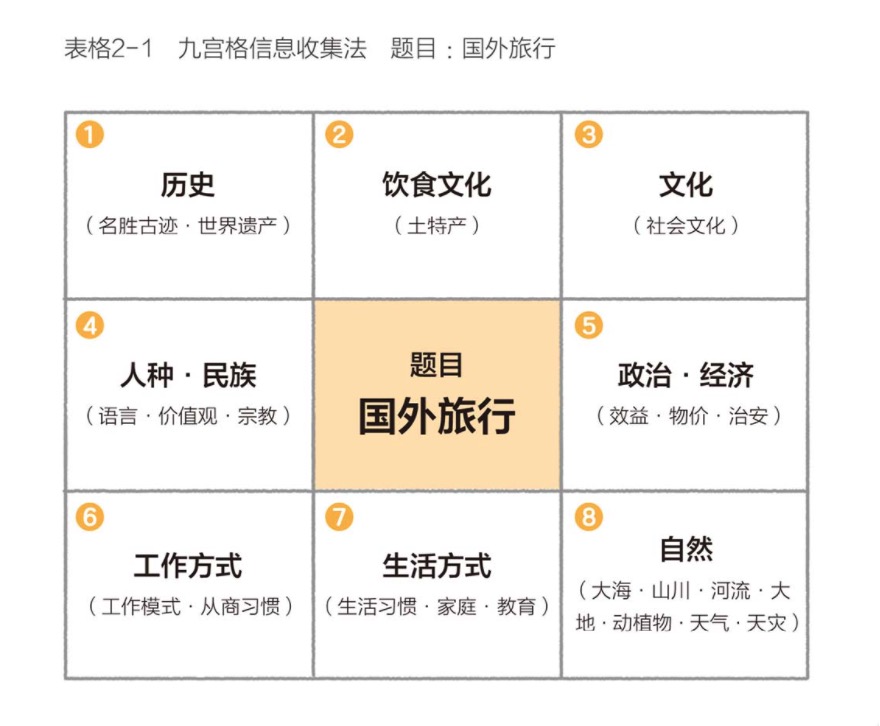 表格2-1 九宫格信息收集法 题目：国外旅行
1
历史
（名胜古迹·世界遗产）
2
饮食文化
（土特产）
3
文化
（社会文化）
4
人种·民族
（语言·价值观·宗教）
题目
国外旅行
5
政治·经济
（效益·物价·治安）
6
工作方式
（工作模式·从商习惯）
7
生活方式
（生活习惯·家庭·教育）
8
自然
（大海·山川·河流·大
地·动植物·天气·天灾）